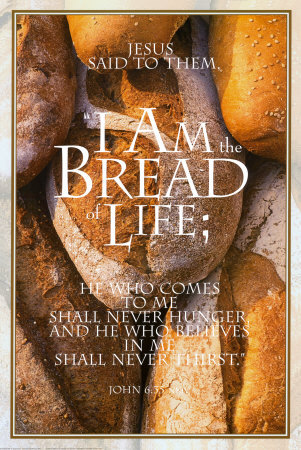 JESUS
SAID TO THEM,
"I AM the
BREAD
of LIFE;
HE WHO COMES
TO ME
SHALL NEVER HUNGER,
AND HE WHO BELIEVES
IN ME
SHALL NEVER THIRST."
JOHN 6:35